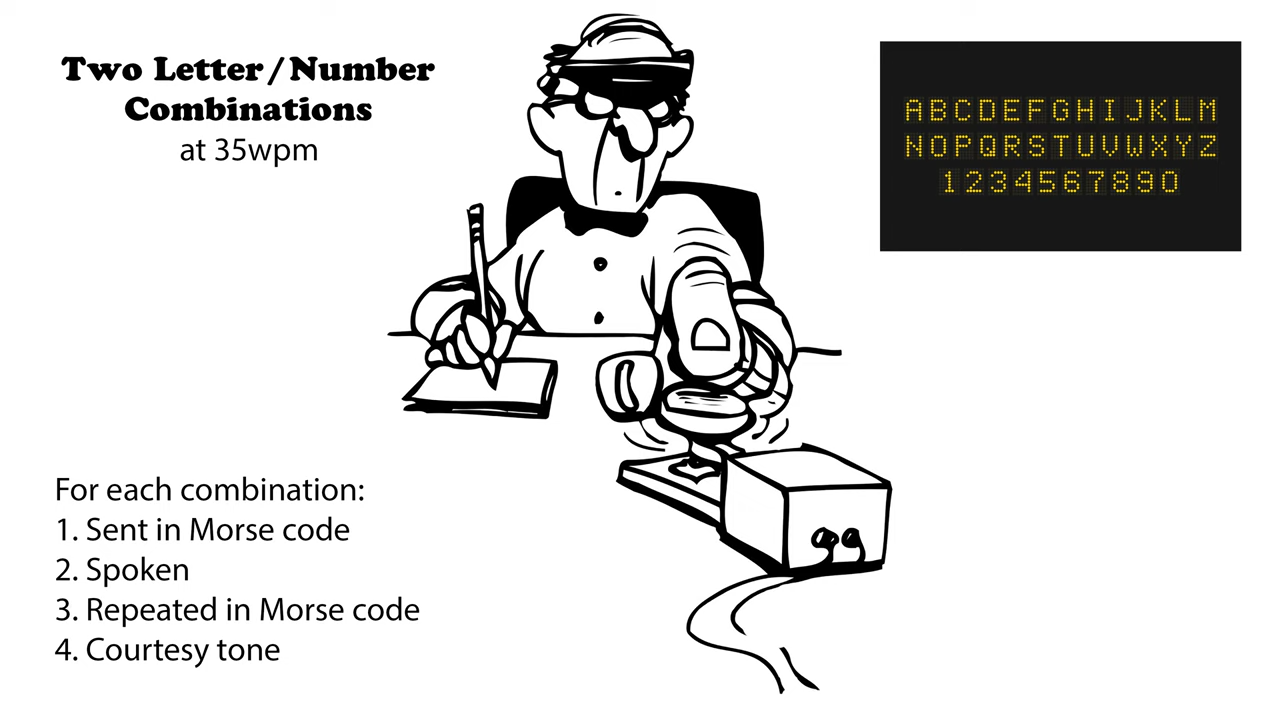 Two Letter/Number
Combinations
at 35wpm
ABCDEFGHIJKLM
NOPQRSTUVWXYZ
1234567890
For each combination:
1. Sent in Morse code
2. Spoken
3. Repeated in Morse code
4. Courtesy tone